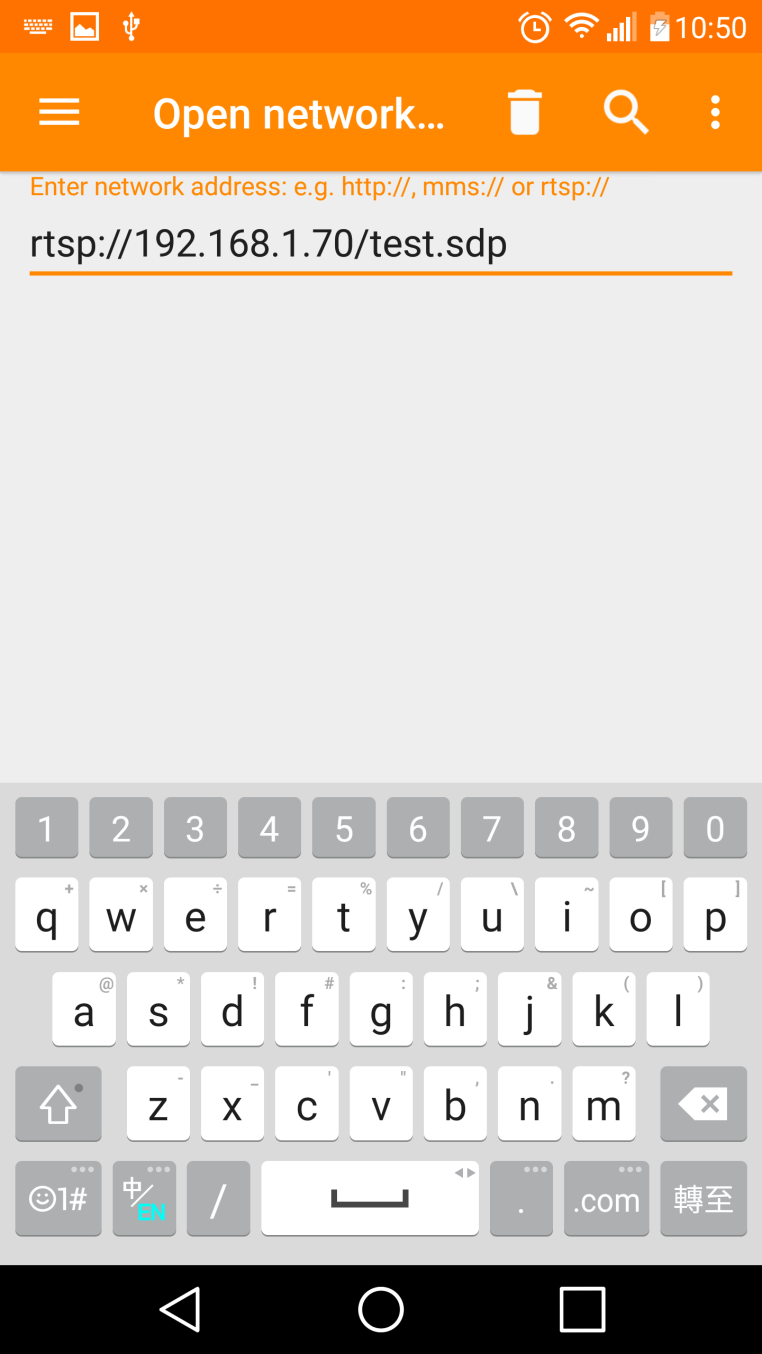 10:50
Open network...
Enter network address: e.g. http://, mms:// or rtsp://
rtsp://192.168.1.70/test.sdp
1 2 3 4 5 6 7 8 9 0
+ × ÷ = % / \ ~ [ ]
q w e r t y u i o p
@ * ! # : ; & ( )
a s d f g h j k l
- _ ' " , . ?
z x c v b n m
1# 中/EN / . .com 轉至